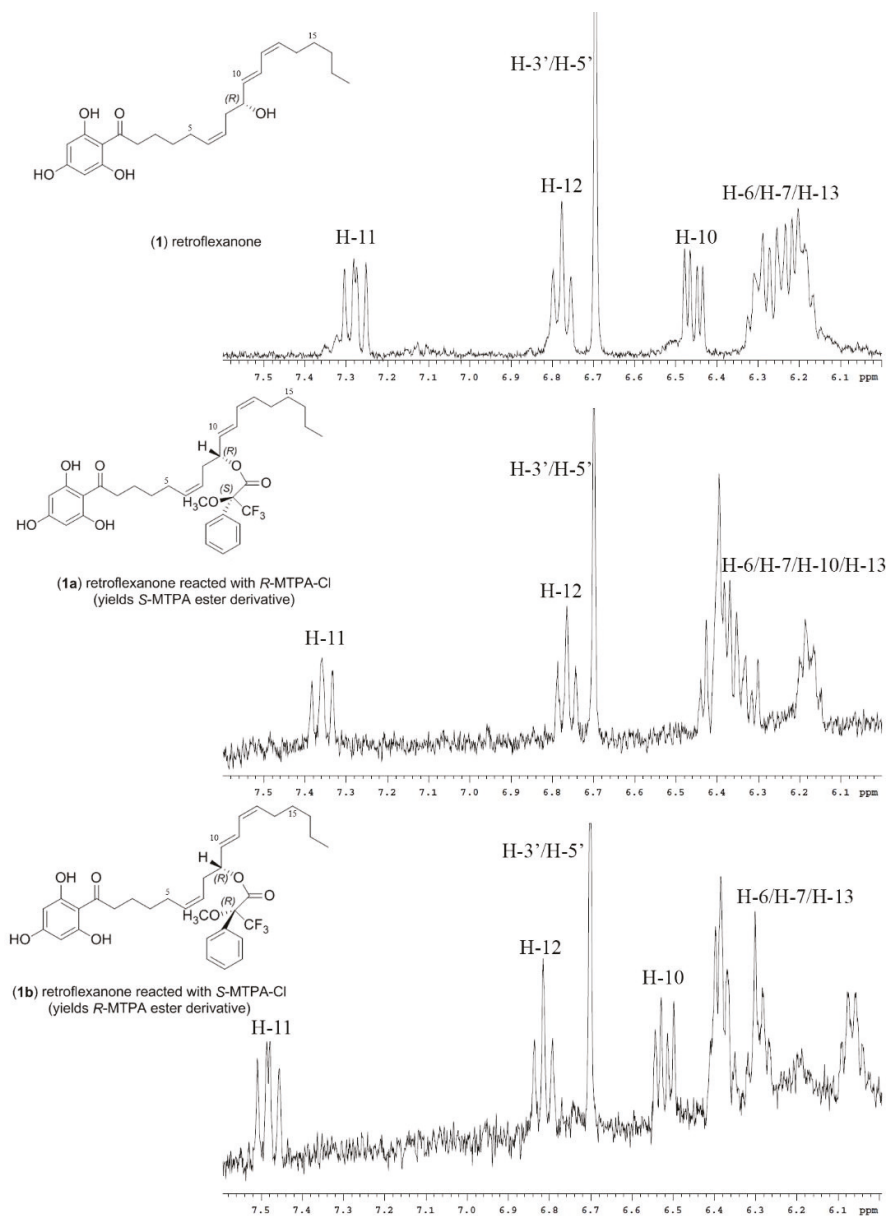 15
10
(R)
OH
OH
O
5
HO
OH
(1) retroflexanone
H-11
H-12
H-3'/H-5'
H-10
H-6/H-7/H-13
7.5 7.4 7.3 7.2 7.1 7.0 6.9 6.8 6.7 6.6 6.5 6.4 6.3 6.2 6.1 ppm
15
10
H
(R)
OH
O
5
O
O
(S)
H3CO
CF3
HO
OH
(1a) retroflexanone reacted with R-MTPA-Cl
(yields S-MTPA ester derivative)
H-11
H-12
H-3'/H-5'
H-6/H-7/H-10/H-13
7.5 7.4 7.3 7.2 7.1 7.0 6.9 6.8 6.7 6.6 6.5 6.4 6.3 6.2 6.1 ppm
15
10
H
(R)
OH
O
5
O
O
(R)
H3CO
CF3
HO
OH
(1b) retroflexanone reacted with S-MTPA-Cl
(yields R-MTPA ester derivative)
H-11
H-12
H-3'/H-5'
H-10
H-6/H-7/H-13
7.5 7.4 7.3 7.2 7.1 7.0 6.9 6.8 6.7 6.6 6.5 6.4 6.3 6.2 6.1 ppm